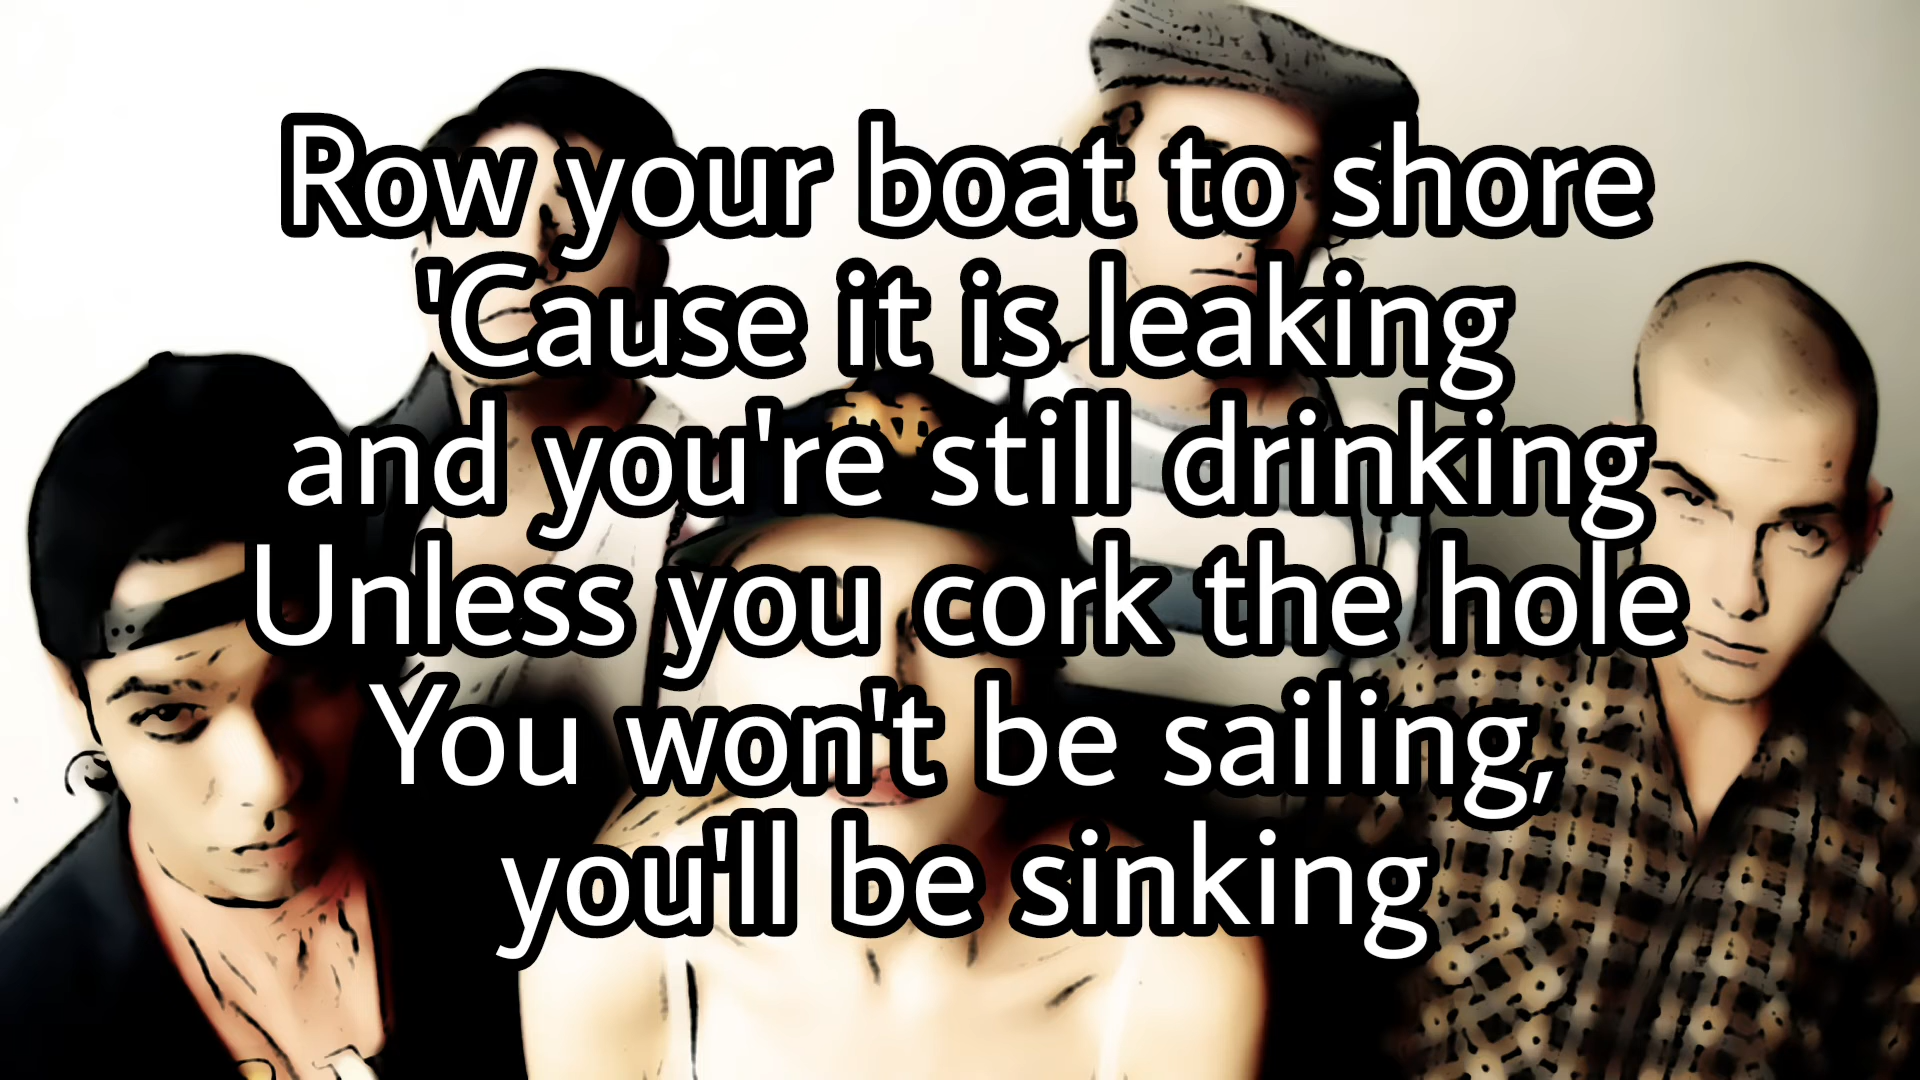 Row your boat to shore
'Cause it is leaking
and you're still drinking
Unless you cork the hole
You won't be sailing,
you'll be sinking